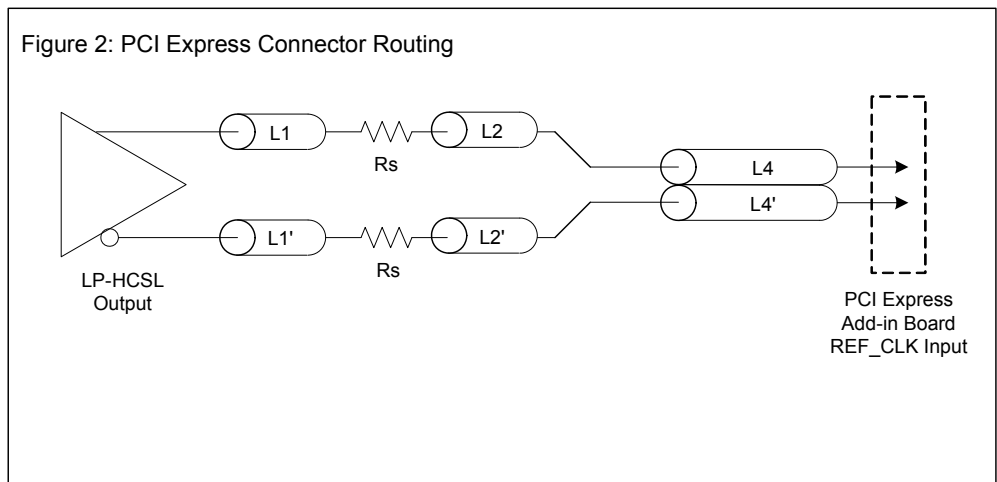 Figure 2: PCI Express Connector Routing
L1
Rs
L2
L4
L4'
L1'
Rs
L2'
LP-HCSL
Output
PCI Express
Add-in Board
REF_CLK Input